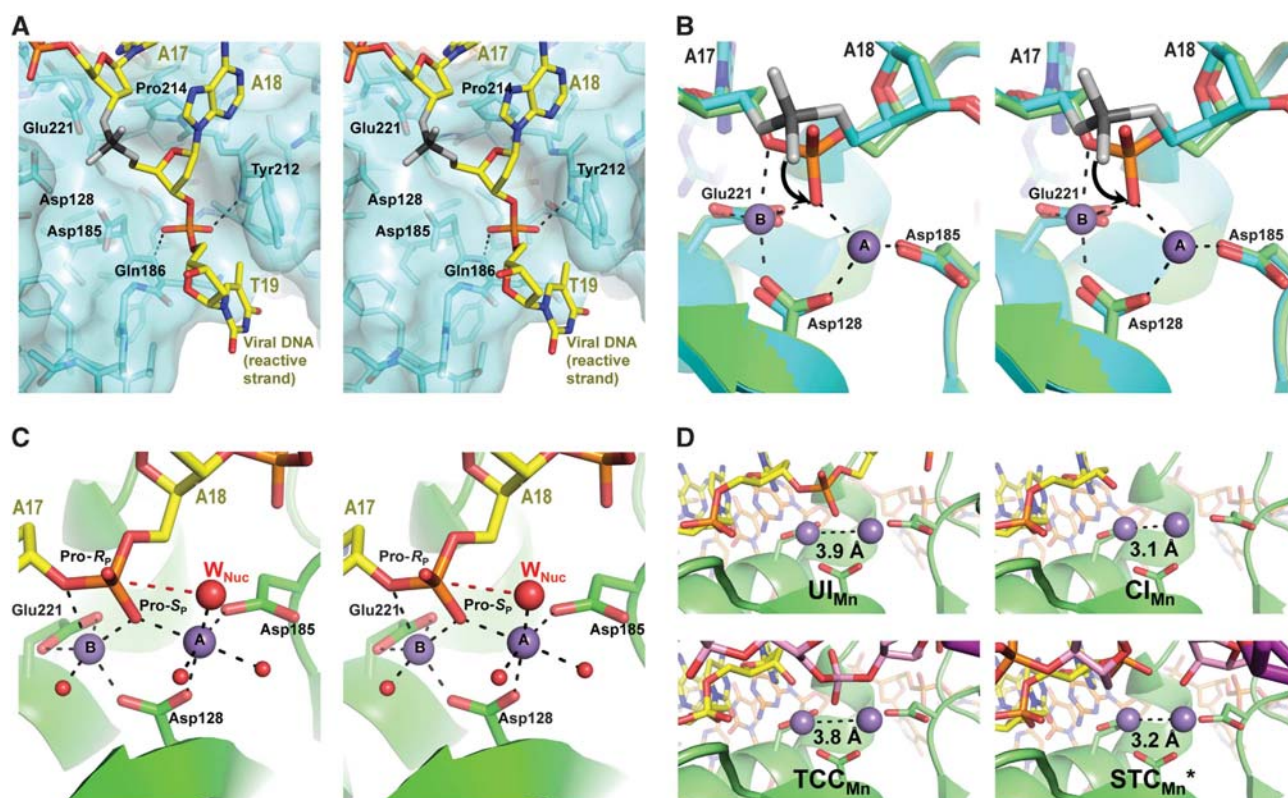 A
A17
A18
Pro214
Glu221
Tyr212
Asp128
Asp185
Gln186
T19
Viral DNA
(reactive
strand)
A17
A18
Pro214
Glu221
Tyr212
Asp128
Asp185
Gln186
T19
Viral DNA
(reactive
strand)
B
A17
A18
Glu221
B
A
Asp185
Asp128
A17
A18
Glu221
B
A
Asp185
Asp128
C
A17
A18
Pro-RP
WNuc
Glu221
Pro-SP
B
A
Asp185
Asp128
A17
A18
Pro-RP
WNuc
Glu221
Pro-SP
B
A
Asp185
Asp128
D
3.9 Å
UIMn
3.1 Å
CIMn
3.8 Å
TCCMn
3.2 Å
STCMn*